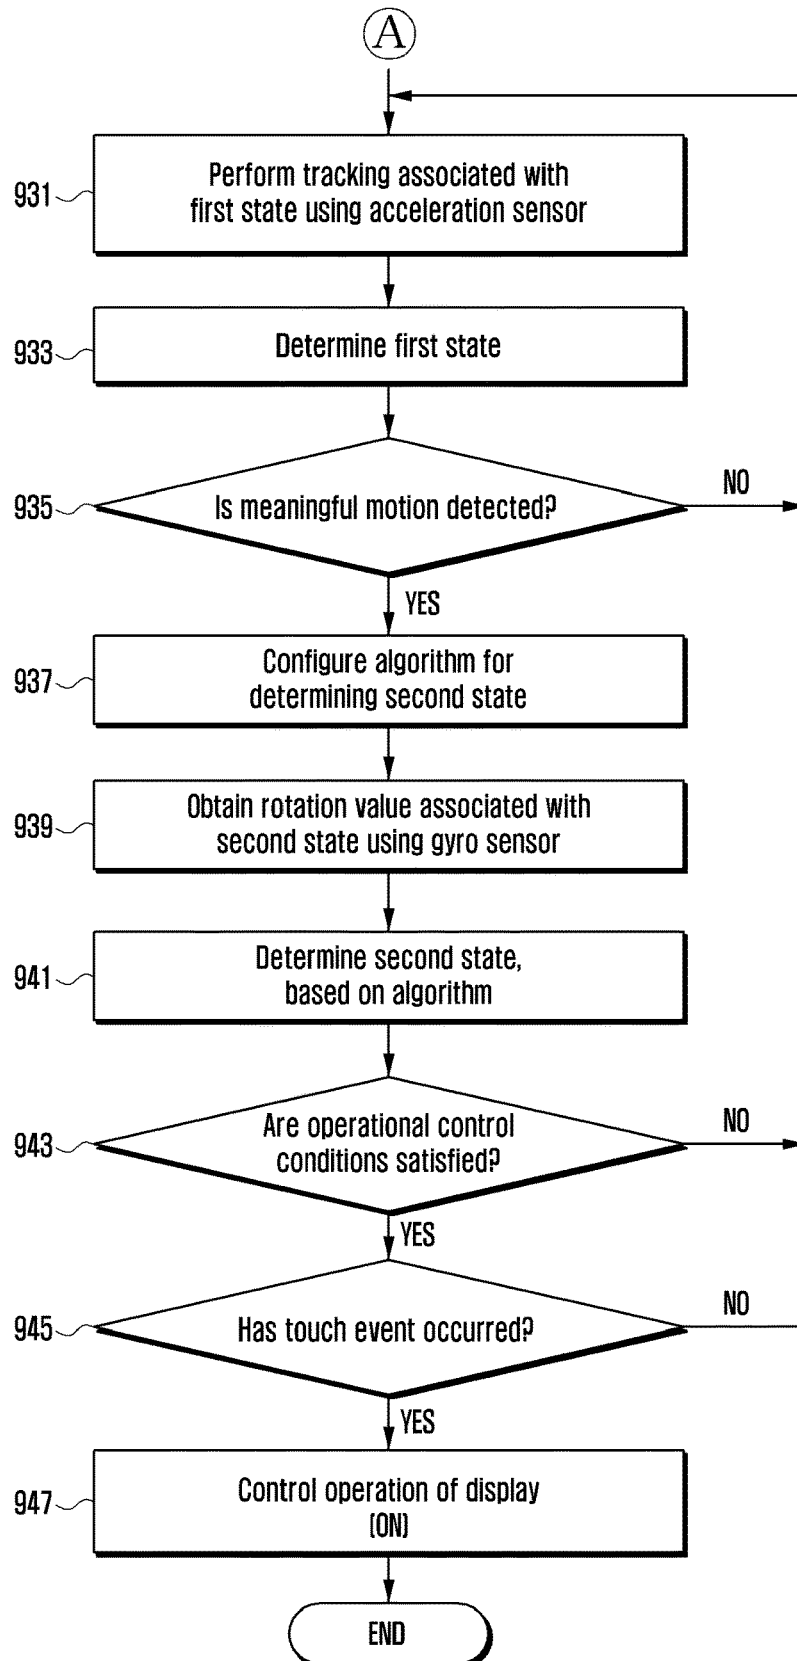 A
931
Perform tracking associated with
first state using acceleration sensor
933
Determine first state
935
Is meaningful motion detected?
NO
YES
937
Configure algorithm for
determining second state
939
Obtain rotation value associated with
second state using gyro sensor
941
Determine second state,
based on algorithm
943
Are operational control
conditions satisfied?
NO
YES
945
Has touch event occurred?
NO
YES
947
Control operation of display
(ON)
END